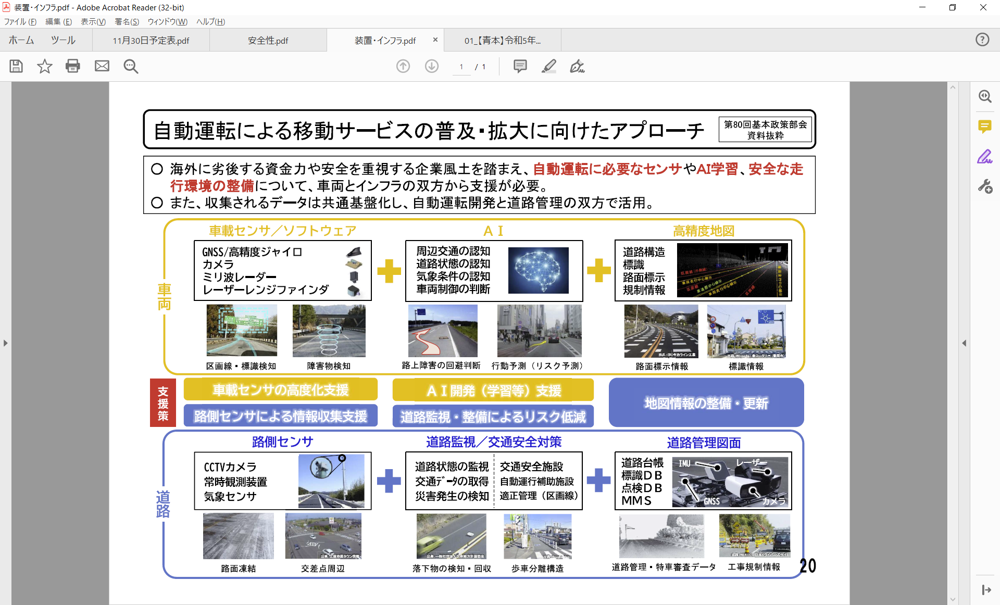 装置・インフラ.pdf - Adobe Acrobat Reader (32-bit)
ファイル (F) 編集 (E) 表示(V) 署名(S) ウィンドウ(W) ヘルプ(H)
ホーム ツール 11月30日予定表.pdf 安全性.pdf 装置・インフラ.pdf × 01_【青本】令和5年...
1 / 1
自動運転による移動サービスの普及・拡大に向けたアプローチ
第80回基本政策部会
資料抜粋
○ 海外に劣後する資金力や安全を重視する企業風土を踏まえ、自動運転に必要なセンサやAI学習、安全な走
行環境の整備について、車両とインフラの双方から支援が必要。
○ また、収集されるデータは共通基盤化し、自動運転開発と道路管理の双方で活用。
車両
車載センサ／ソフトウェア
GNSS/高精度ジャイロ
カメラ
ミリ波レーダー
レーザーレンジファインダ
区画線・標識検知 障害物検知
ＡＩ
周辺交通の認知
道路状態の認知
気象条件の認知
車両制御の判断
路上障害の回避判断 行動予測（リスク予測）
高精度地図
道路構造
標識
路面標示
規制情報
路面標示情報 標識情報
支援策
車載センサの高度化支援
路側センサによる情報収集支援
ＡＩ開発（学習等）支援
道路監視・整備によるリスク低減
地図情報の整備・更新
道路
路側センサ
CCTVカメラ
常時観測装置
気象センサ
路面凍結 交差点周辺
道路監視／交通安全対策
道路状態の監視
交通ﾃﾞｰﾀの取得
災害発生の検知
交通安全施設
自動運行補助施設
適正管理（区画線）
落下物の検知・回収 歩車分離構造
道路管理図面
道路台帳
標識ＤＢ
点検ＤＢ
ＭＭＳ
IMU レーザー
GNSS カメラ
道路管理・特車審査データ 工事規制情報
20